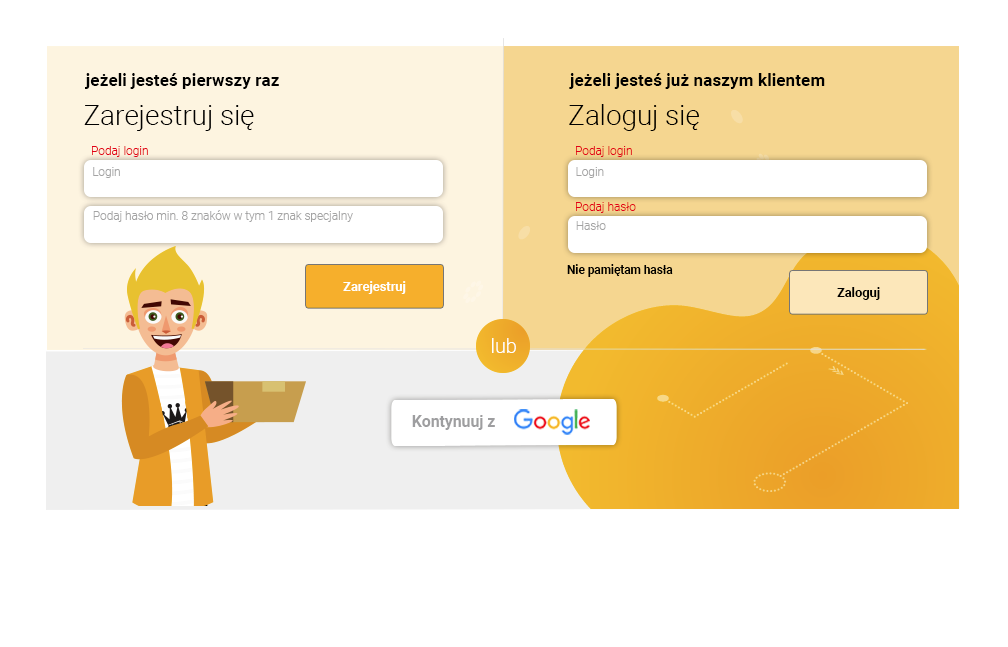 jeżeli jesteś pierwszy raz
Zarejestruj się
Podaj login
Login
Podaj hasło min. 8 znaków w tym 1 znak specjalny
Zarejestruj
jeżeli jesteś już naszym klientem
Zaloguj się
Podaj login
Login
Podaj hasło
Hasło
Nie pamiętam hasła
Zaloguj
lub
Kontynuuj z Google